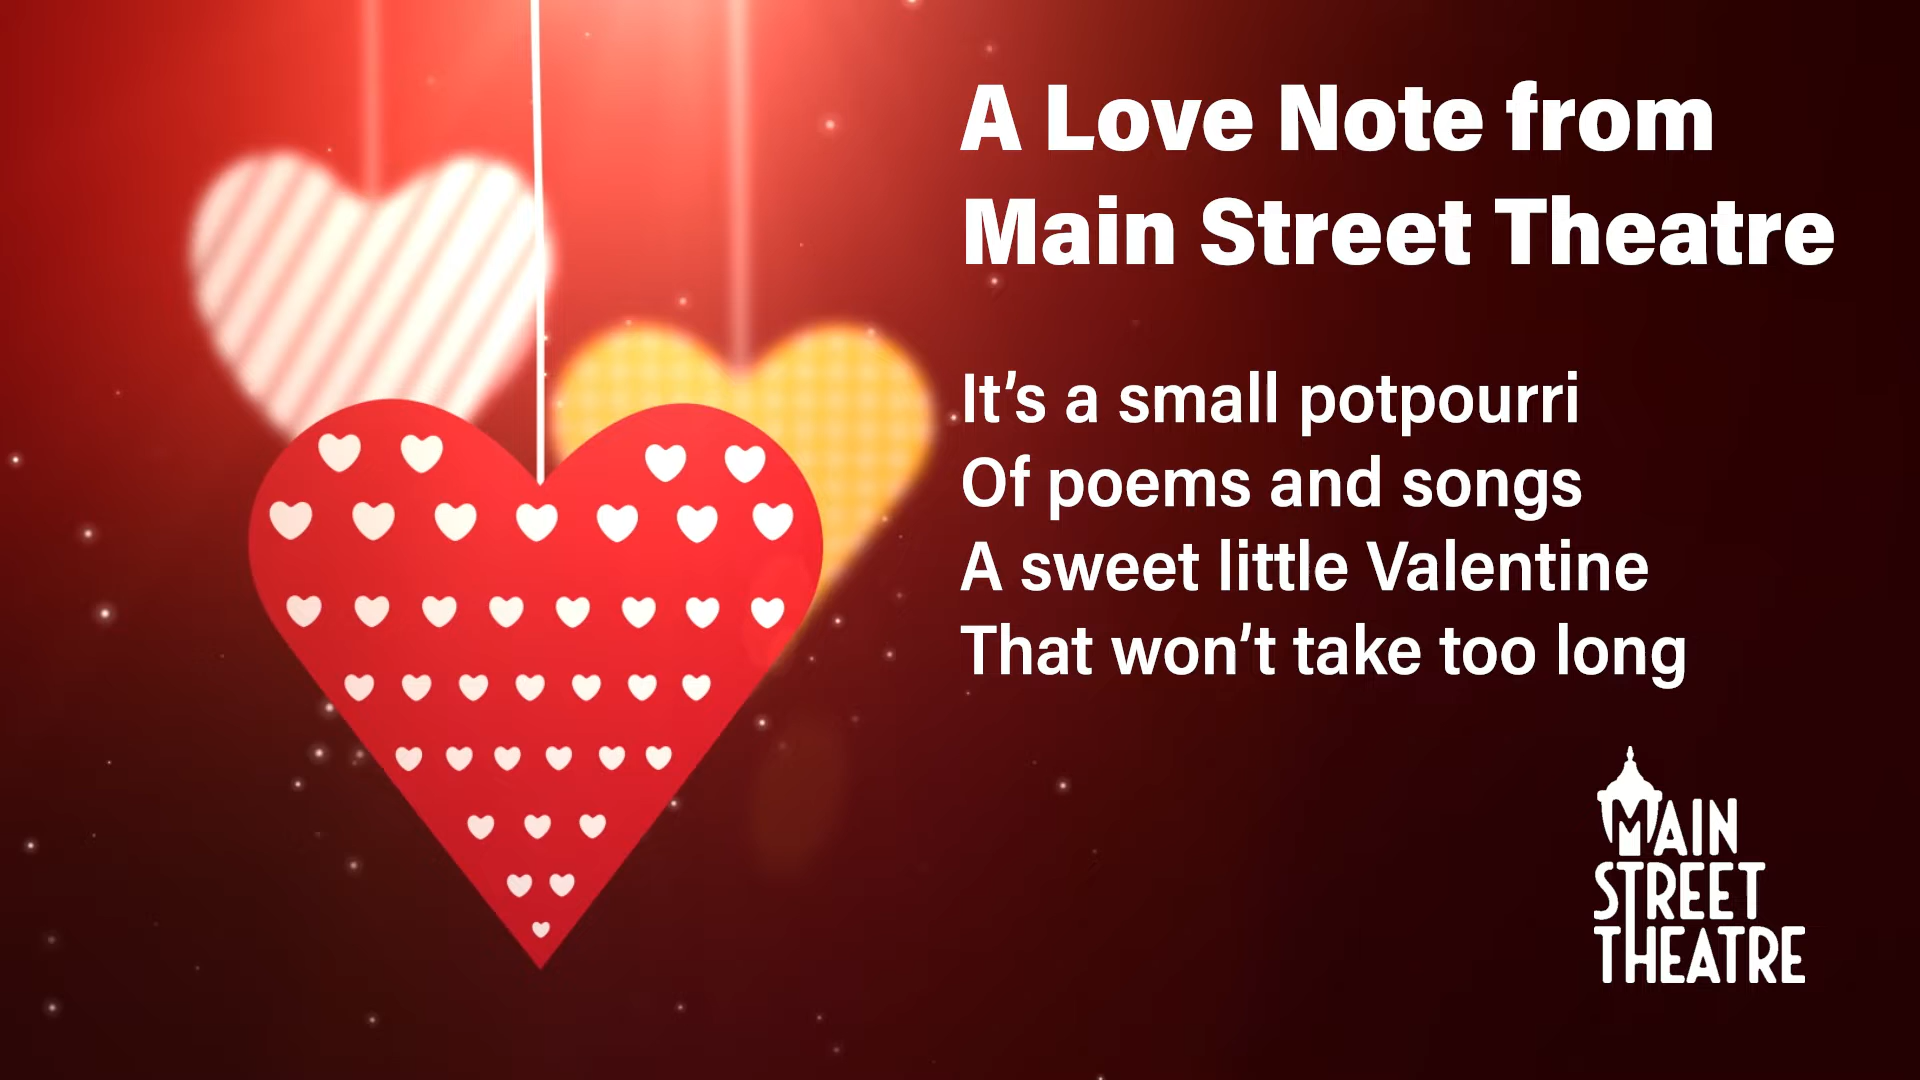 A Love Note from
Main Street Theatre
It’s a small potpourri
Of poems and songs
A sweet little Valentine
That won’t take too long
MAIN
STREET
THEATRE